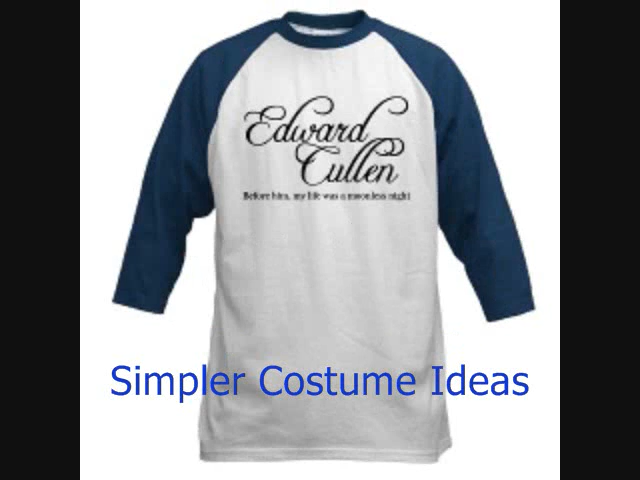 Edward
Cullen
Before him, my life was a moonless night
Simpler Costume Ideas